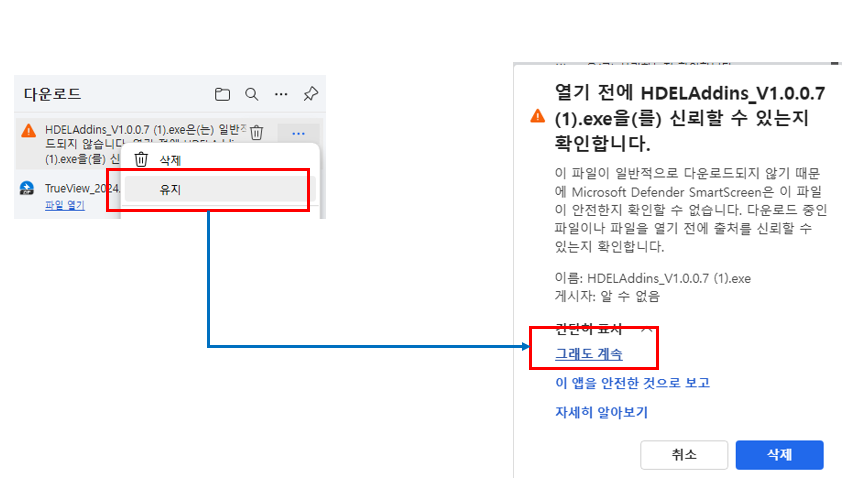 다운로드
HDELAddins_V1.0.0.7 (1).exe은(는) 일반적
드되지 않습니다. 열기 전에 HDELAddin
(1).exe을(를) 신
삭제
유지
TrueView_2024.
파일 열기
열기 전에 HDELAddins_V1.0.0.7
(1).exe을(를) 신뢰할 수 있는지
확인합니다.
이 파일이 일반적으로 다운로드되지 않기 때문
에 Microsoft Defender SmartScreen은 이 파일
이 안전한지 확인할 수 없습니다. 다운로드 중인
파일이나 파일을 열기 전에 출처를 신뢰할 수
있는지 확인합니다.
이름: HDELAddins_V1.0.0.7 (1).exe
게시자: 알 수 없음
간단히 표시
그래도 계속
이 앱을 안전한 것으로 보고
자세히 알아보기
취소
삭제